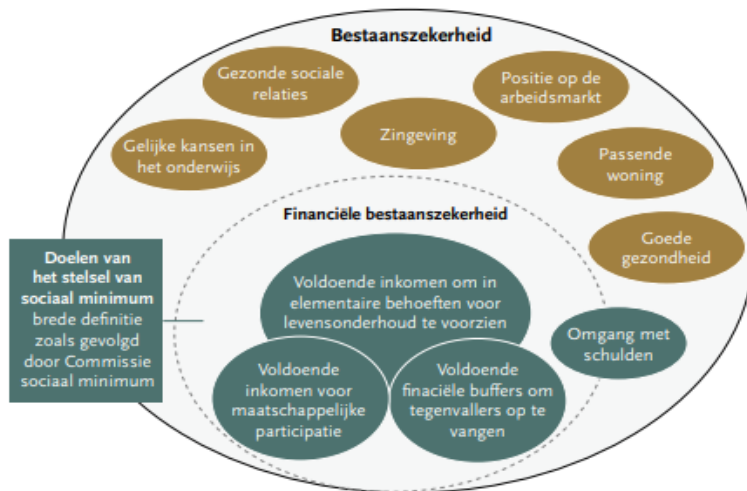 Bestaanszekerheid
Gezonde sociale
relaties
Positie op de
arbeidsmarkt
Zingeving
Gelijke kansen in
het onderwijs
Passende
woning
Financiële bestaanszekerheid
Goede
gezondheid
Doelen van
het stelsel van
sociaal minimum
brede definitie
zoals gevolgd
door Commissie
sociaal minimum
Voldoende inkomen om in
elementaire behoeften voor
levensonderhoud te voorzien
Omgang met
schulden
Voldoende
inkomen voor
maatschappelijke
participatie
Voldoende
finaciële buffers om
tegenvallers op te
vangen